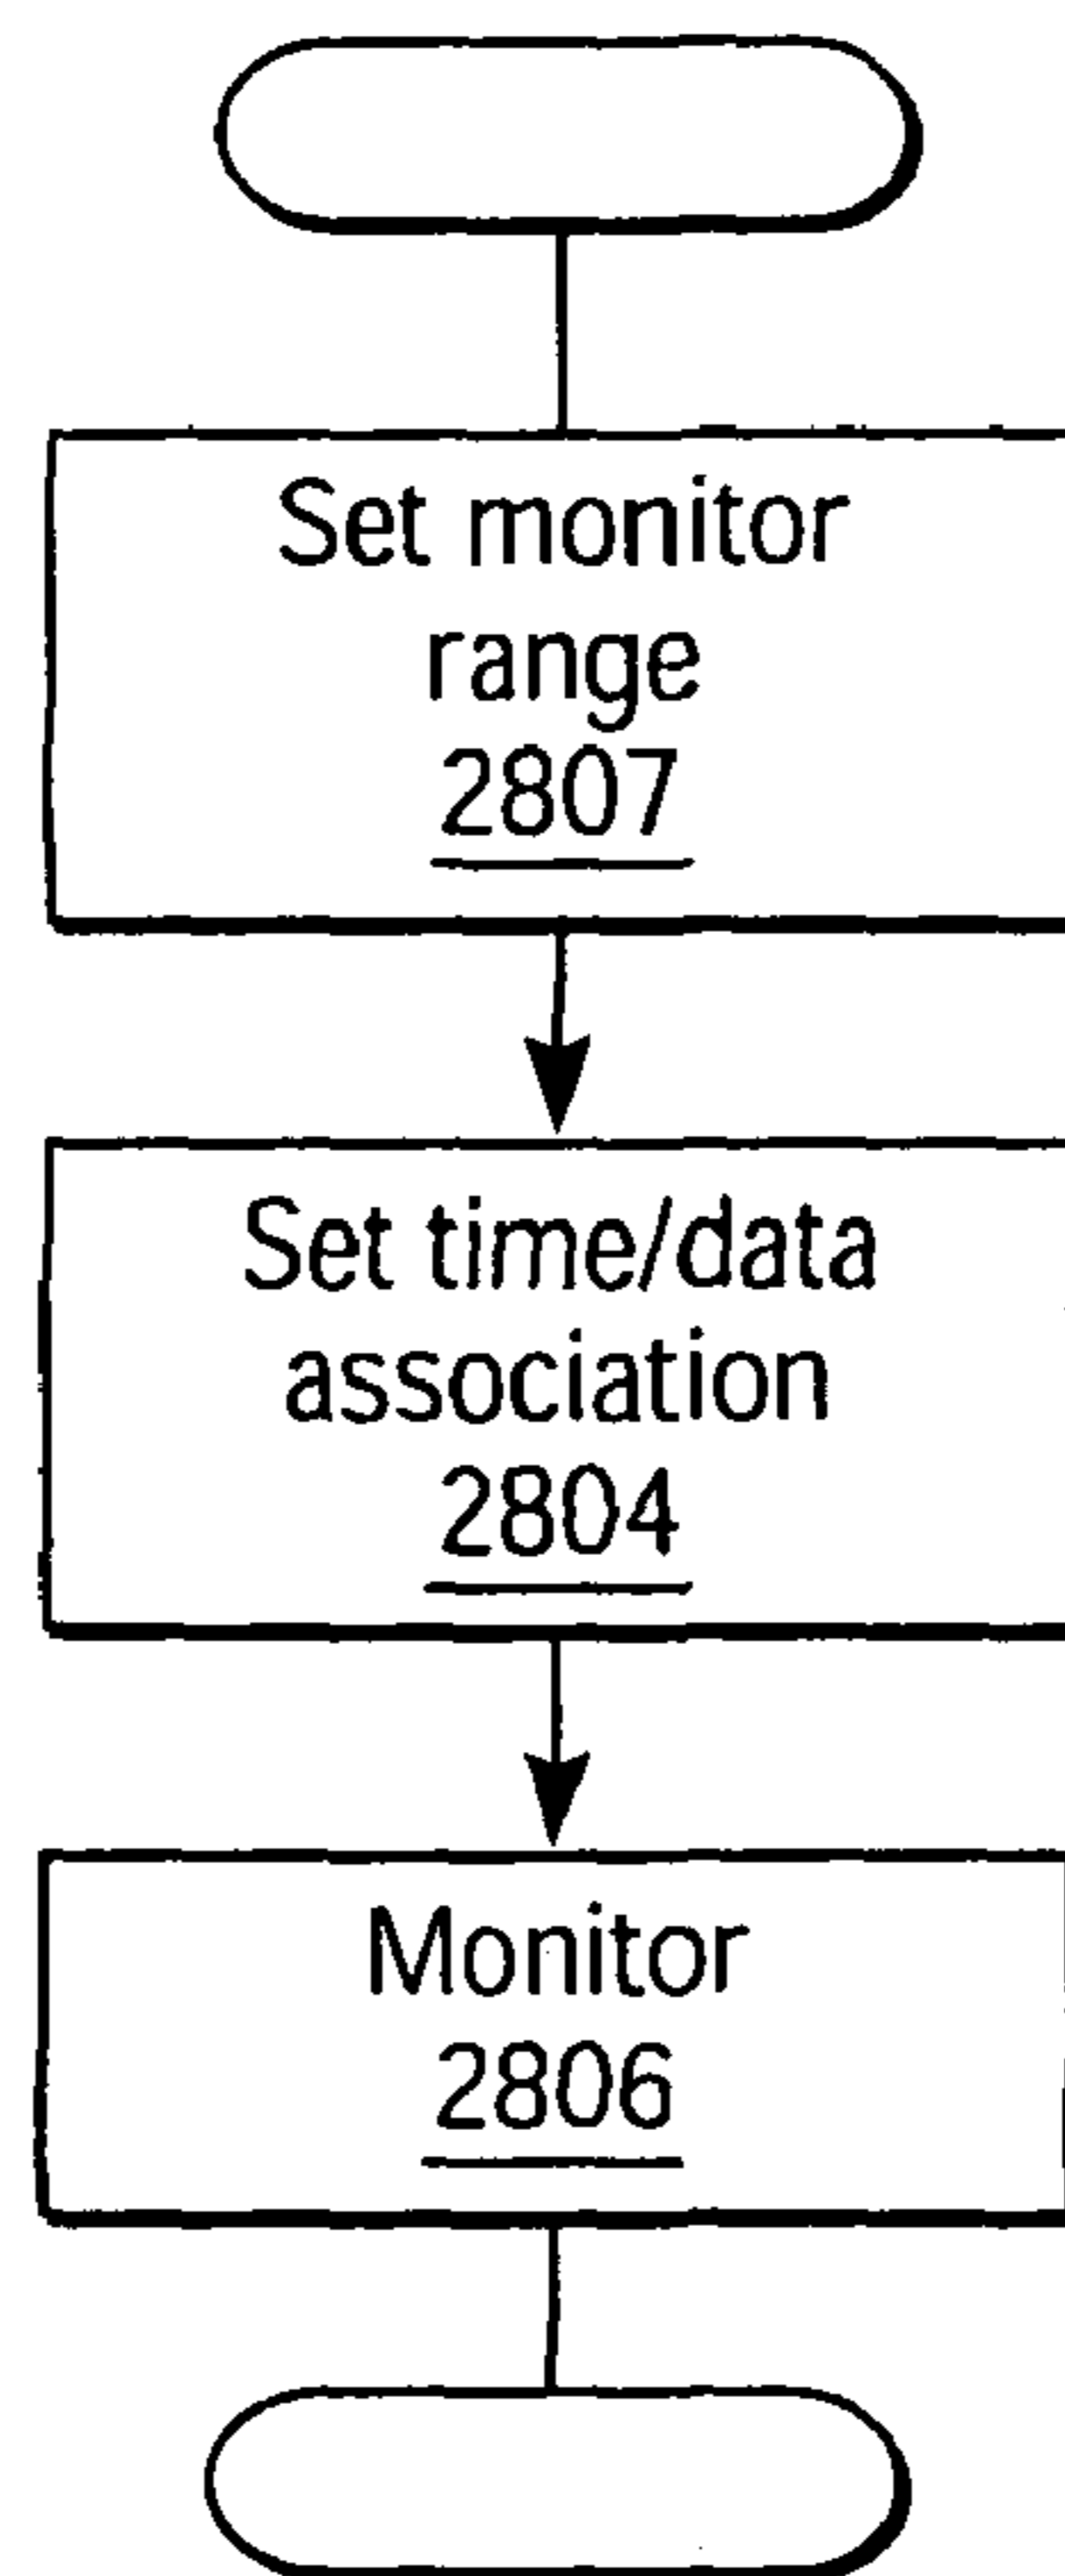 Set monitor
range
2807
Set time/data
association
2804
Monitor
2806